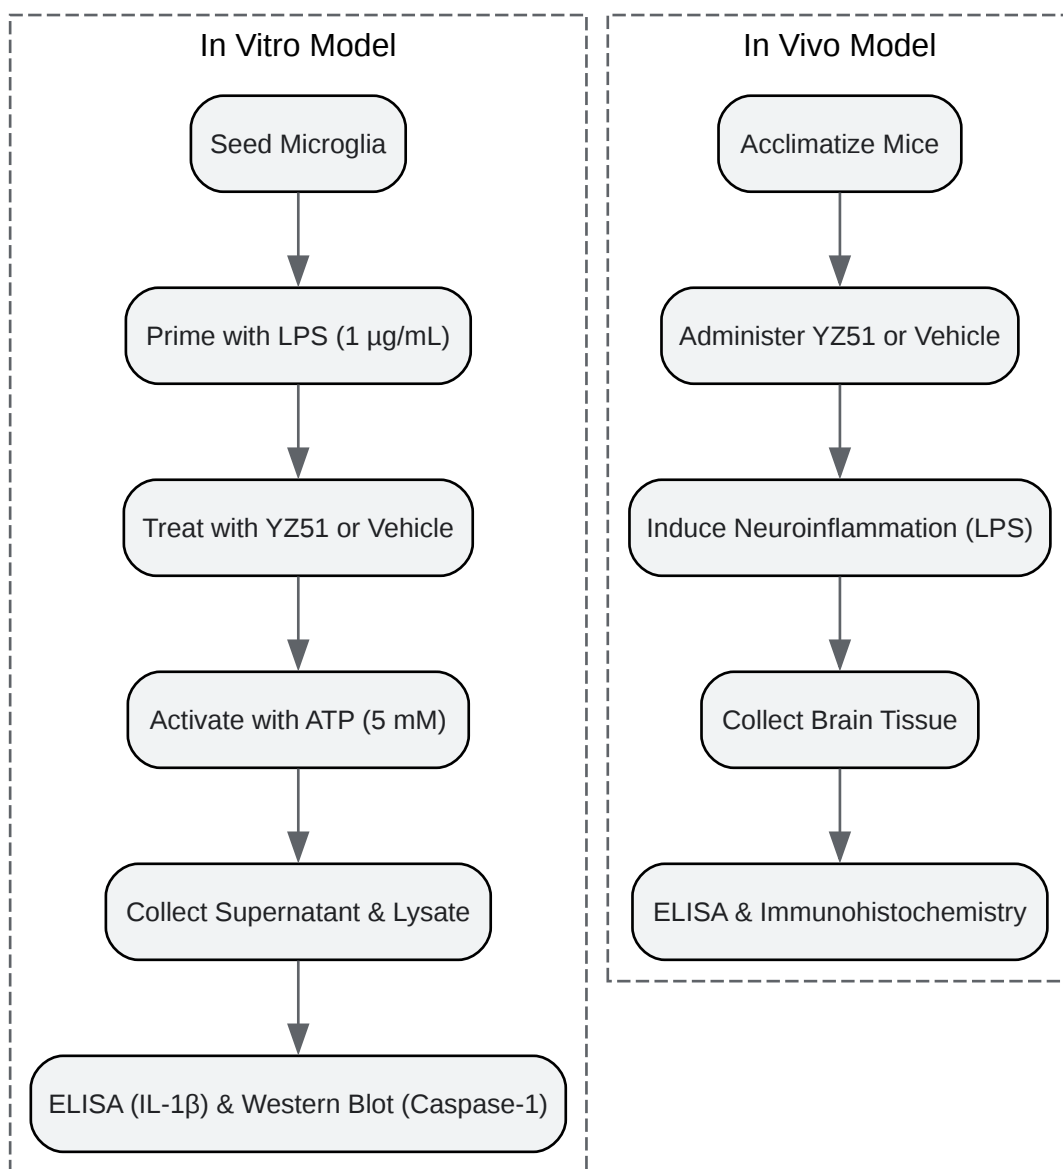 In Vitro Model
Seed Microglia
Prime with LPS (1 µg/mL)
Treat with YZ51 or Vehicle
Activate with ATP (5 mM)
Collect Supernatant & Lysate
ELISA (IL-1β) & Western Blot (Caspase-1)
In Vivo Model
Acclimatize Mice
Administer YZ51 or Vehicle
Induce Neuroinflammation (LPS)
Collect Brain Tissue
ELISA & Immunohistochemistry